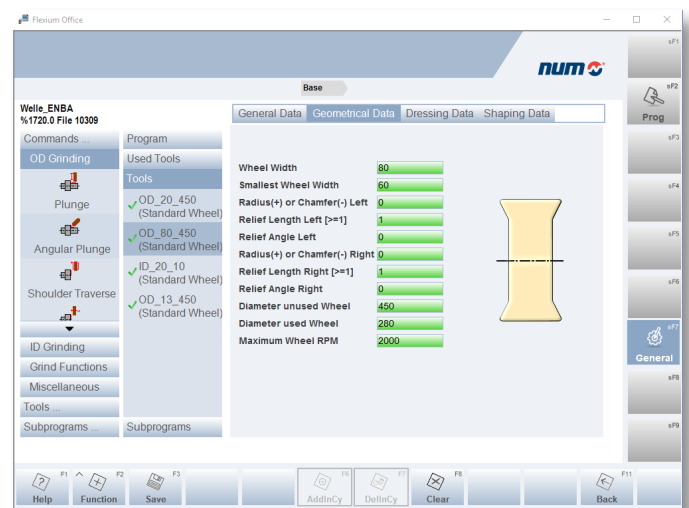 Flexium Office
num
Base
Welle_ENBA
%1720.0 File 10309
Commands ...
OD Grinding
Plunge
Angular Plunge
Shoulder Traverse
ID Grinding
Grind Functions
Miscellaneous
Tools ...
Subprograms ...
Program
Used Tools
Tools
OD_20_450
(Standard Wheel)
OD_80_450
(Standard Wheel)
ID_20_10
(Standard Wheel)
OD_13_450
(Standard Wheel)
Subprograms
General Data Geometrical Data Dressing Data Shaping Data
Wheel Width 80
Smallest Wheel Width 60
Radius(+) or Chamfer(-) Left 0
Relief Length Left [>=1] 1
Relief Angle Left 0
Radius(+) or Chamfer(-) Right 0
Relief Length Right [>=1] 1
Relief Angle Right 0
Diameter unused Wheel 450
Diameter used Wheel 280
Maximum Wheel RPM 2000
sF1
sF2
Prog
sF3
sF4
sF5
sF6
sF7
General
sF8
sF9
F1
Help
F2
Function
F3
Save
F6
AddInCy
F7
DelInCy
F8
Clear
F11
Back